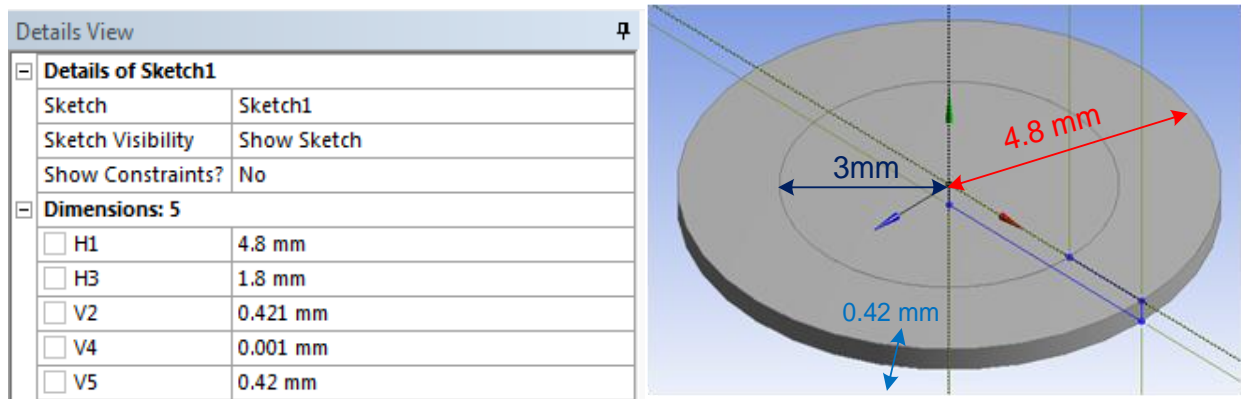 Details View
Details of Sketch1
Sketch Sketch1
Sketch Visibility Show Sketch
Show Constraints? No
Dimensions: 5
H1 4.8 mm
H3 1.8 mm
V2 0.421 mm
V4 0.001 mm
V5 0.42 mm
4.8 mm
3mm
0.42 mm